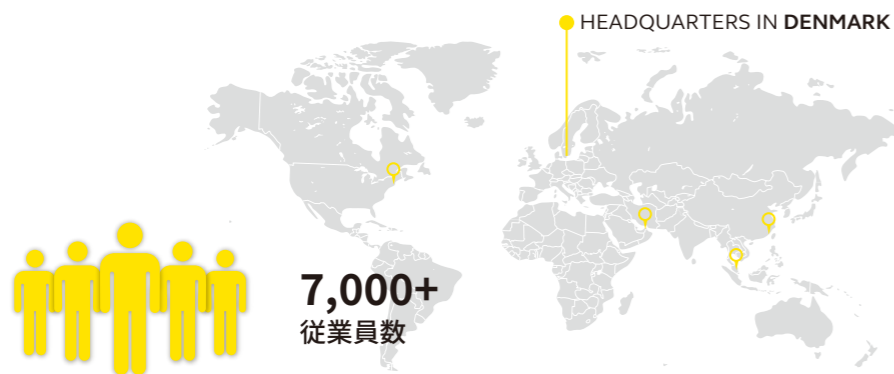 HEADQUARTERS IN DENMARK
7,000+
従業員数